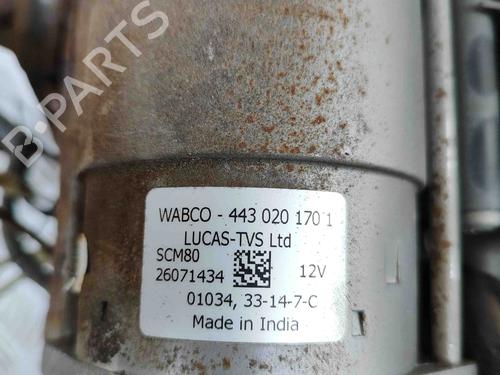 B-PARTS
WABCO - 443 020 170 1
LUCAS-TVS Ltd
SCM80
26071434
12V
01034, 33-14-7-C
Made in India